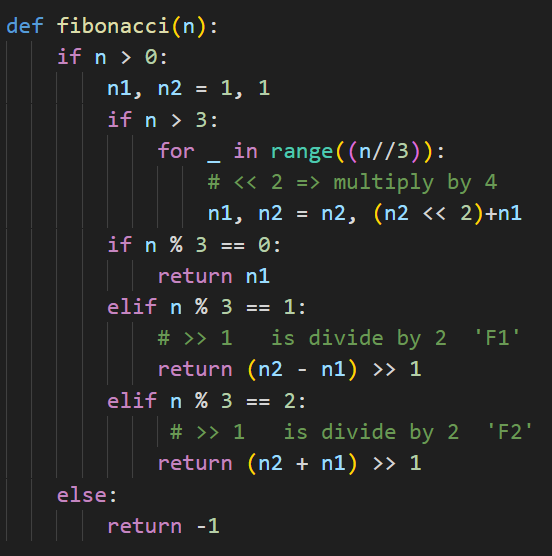 def fibonacci(n):
    if n > 0:
        n1, n2 = 1, 1
        if n > 3:
            for _ in range((n//3)):
                # << 2 => multiply by 4
                n1, n2 = n2, (n2 << 2)+n1
        if n % 3 == 0:
            return n1
        elif n % 3 == 1:
            # >> 1   is divide by 2  'F1'
            return (n2 - n1) >> 1
        elif n % 3 == 2:
             # >> 1   is divide by 2  'F2'
            return (n2 + n1) >> 1
    else:
        return -1